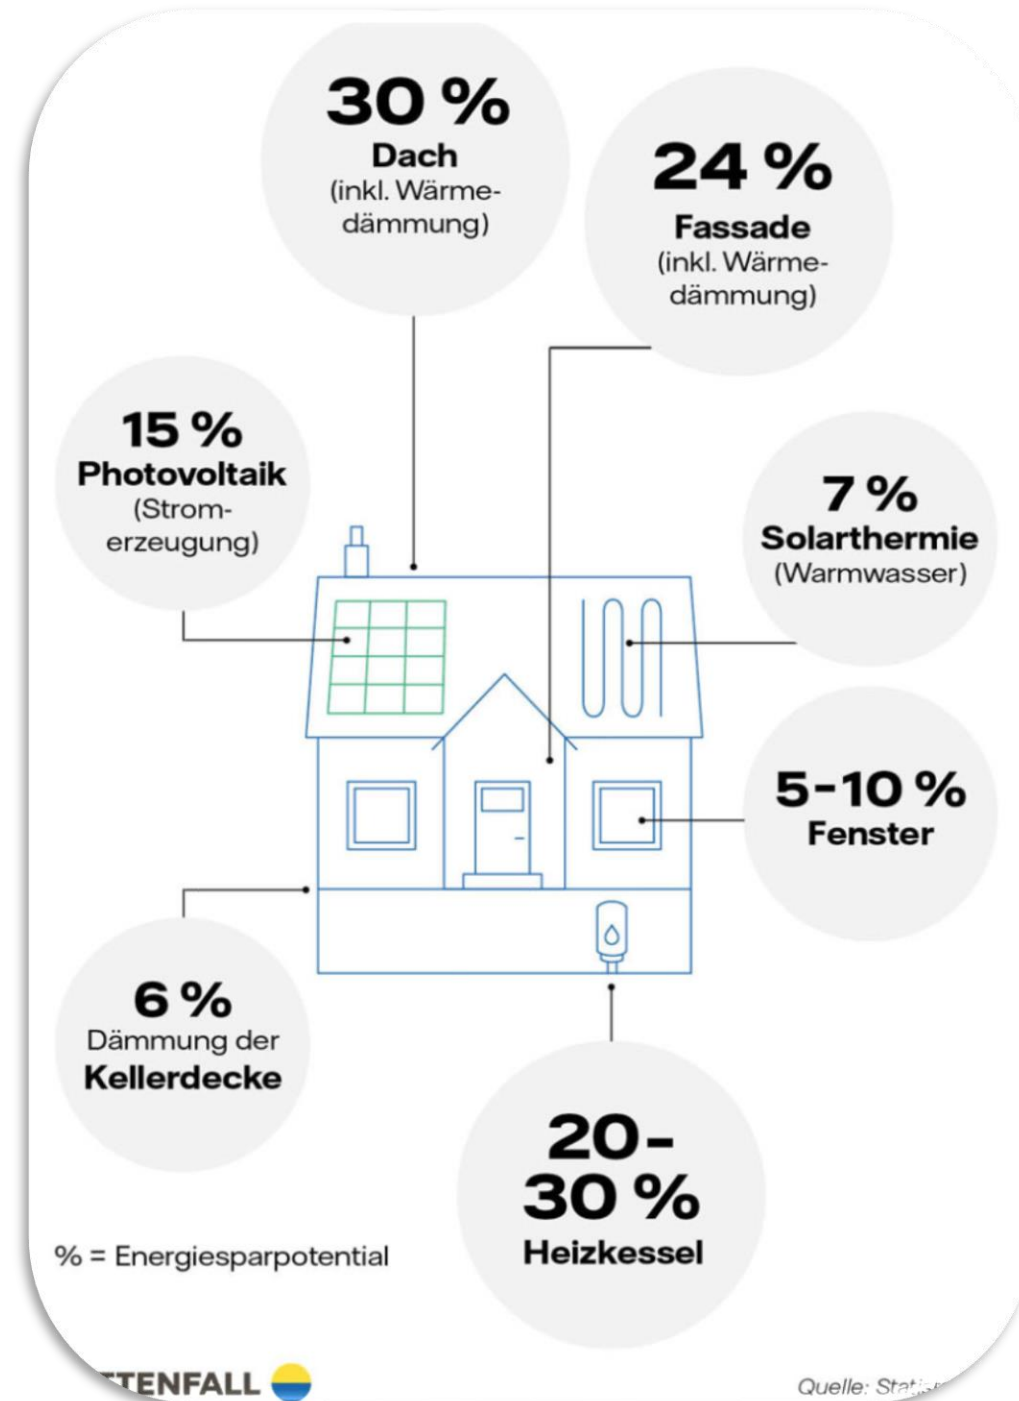 30 %
Dach
(inkl. Wärme-
dämmung)
24 %
Fassade
(inkl. Wärme-
dämmung)
15 %
Photovoltaik
(Strom-
erzeugung)
7 %
Solarthermie
(Warmwasser)
5-10 %
Fenster
6 %
Dämmung der
Kellerdecke
20-
30 %
Heizkessel
% = Energiesparpotential
TTENFALL
Quelle: